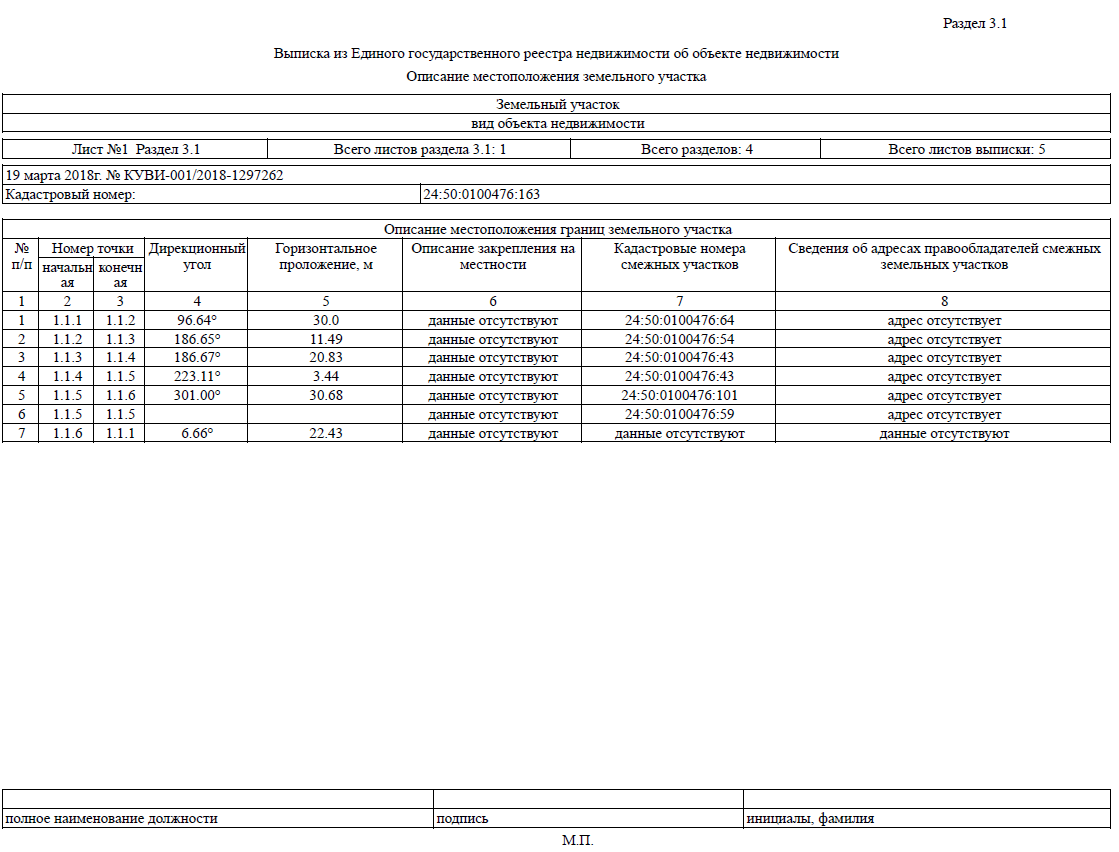 Раздел 3.1
Выписка из Единого государственного реестра недвижимости об объекте недвижимости
Описание местоположения земельного участка
Земельный участок
вид объекта недвижимости
Лист №1 Раздел 3.1 Всего листов раздела 3.1: 1 Всего разделов: 4 Всего листов выписки: 5
19 марта 2018г. № КУВИ-001/2018-1297262
Кадастровый номер: 24:50:0100476:163
Описание местоположения границ земельного участка
№ Номер точки Дирекционный Горизонтальное Описание закрепления на Кадастровые номера Сведения об адресах правообладателей смежных
п/п начальн конечн угол проложение, м местности смежных участков земельных участков
ая ая
1 2 3 4 5 6 7 8
1 1.1.1 1.1.2 96.64° 30.0 данные отсутствуют 24:50:0100476:64 адрес отсутствует
2 1.1.2 1.1.3 186.65° 11.49 данные отсутствуют 24:50:0100476:54 адрес отсутствует
3 1.1.3 1.1.4 186.67° 20.83 данные отсутствуют 24:50:0100476:43 адрес отсутствует
4 1.1.4 1.1.5 223.11° 3.44 данные отсутствуют 24:50:0100476:43 адрес отсутствует
5 1.1.5 1.1.6 301.00° 30.68 данные отсутствуют 24:50:0100476:101 адрес отсутствует
6 1.1.5 1.1.5 данные отсутствуют 24:50:0100476:59 адрес отсутствует
7 1.1.6 1.1.1 6.66° 22.43 данные отсутствуют данные отсутствуют данные отсутствуют
полное наименование должности подпись инициалы, фамилия
М.П.